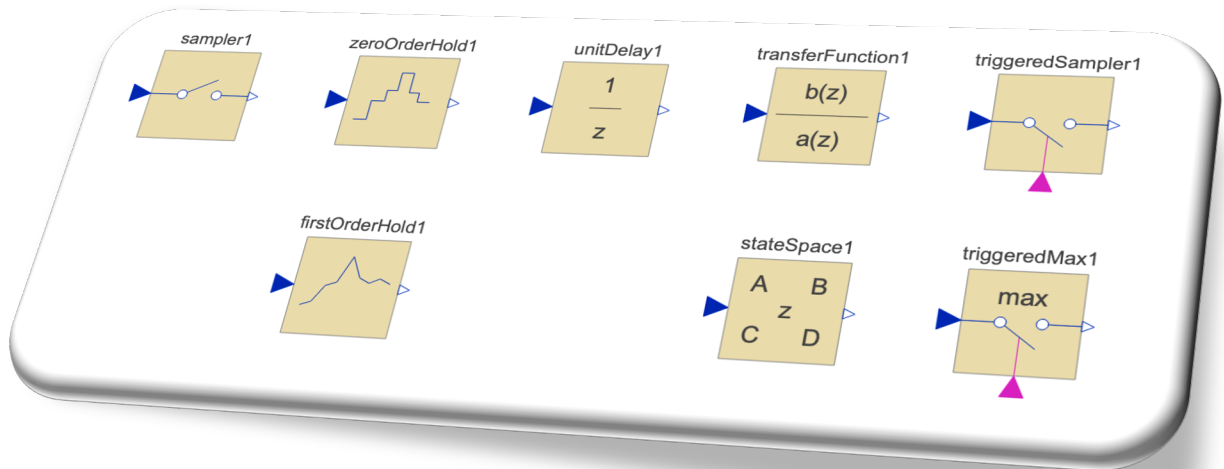 sampler1
zeroOrderHold1
unitDelay1
transferFunction1
triggeredSampler1
1
z
b(z)
a(z)
firstOrderHold1
stateSpace1
triggeredMax1
A B
z
C D
max